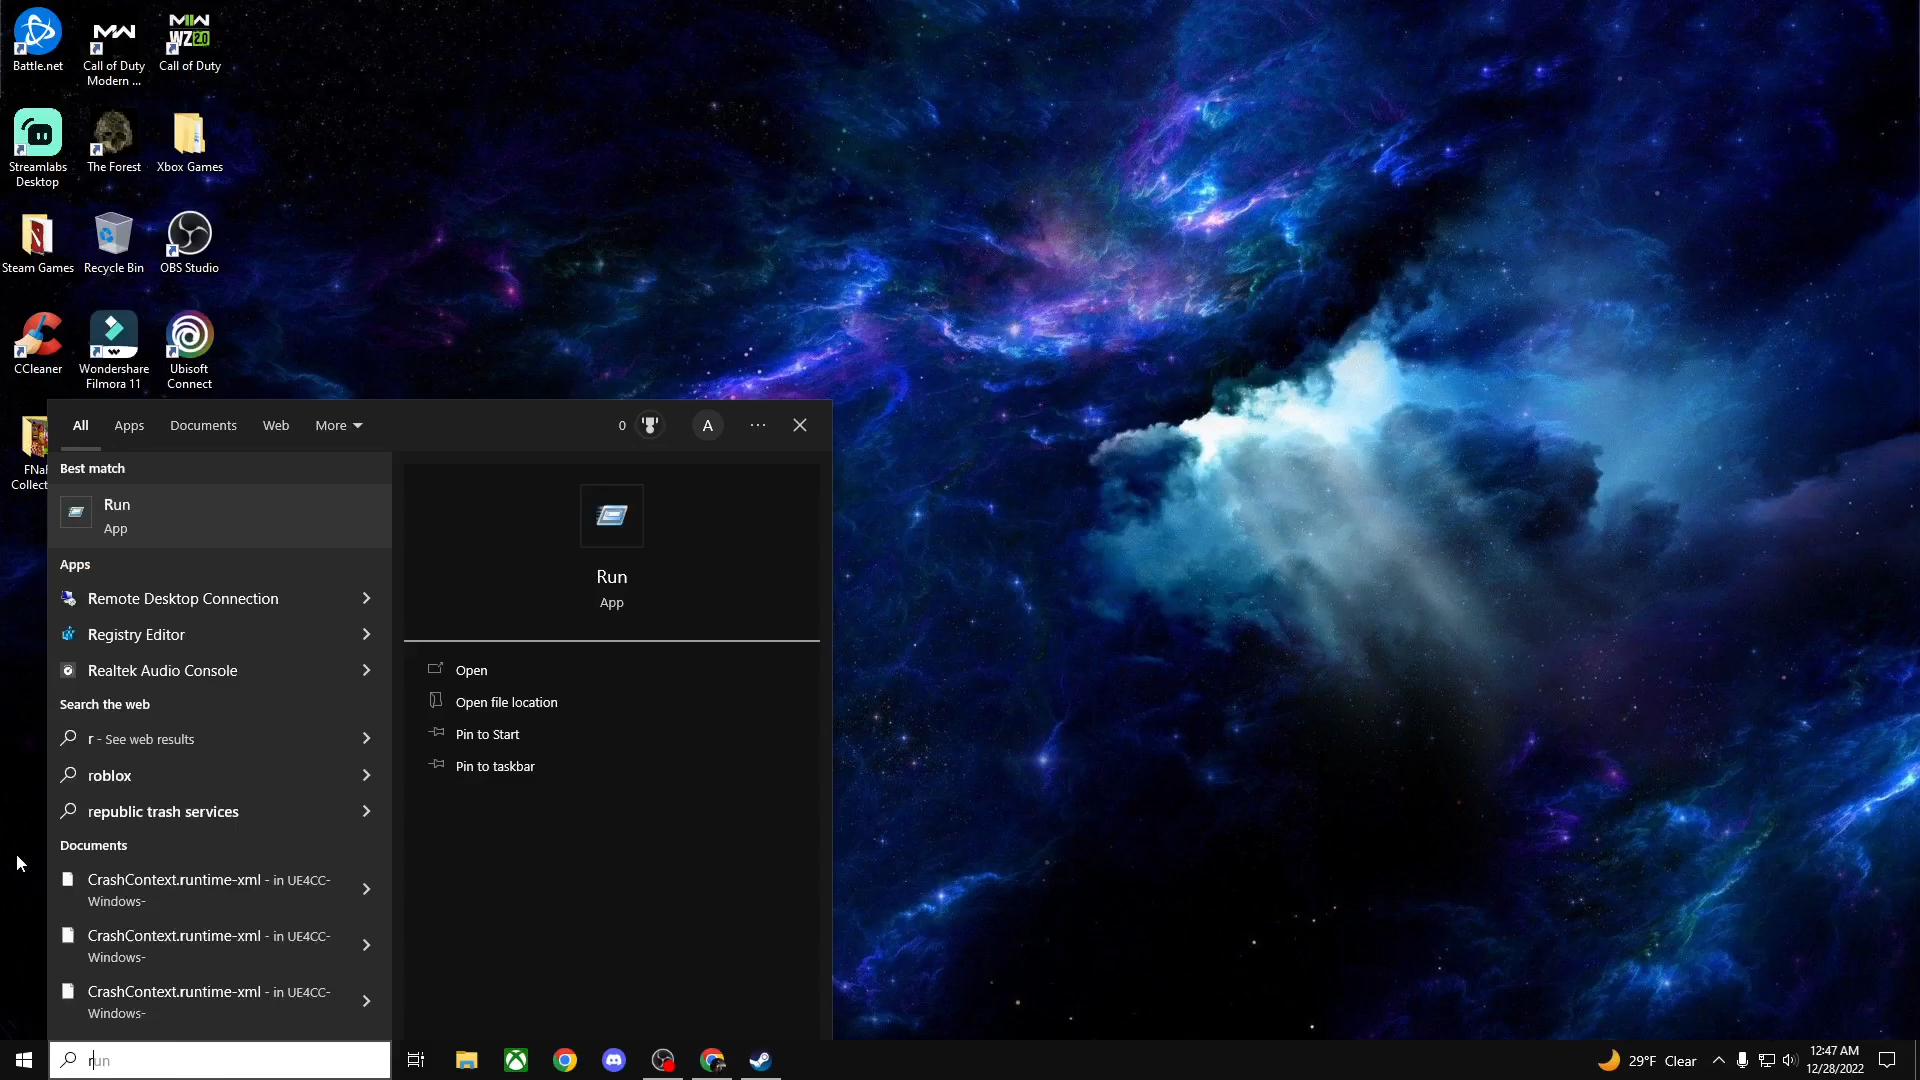 Battle.net
Call of Duty
Modern ...
MW
WZ2.0
Call of Duty
Streamlabs
Desktop
The Forest
Xbox Games
Steam Games
Recycle Bin
OBS Studio
CCleaner
Wondershare
Filmora 11
Ubisoft
Connect
FNaF
Collect
All
Apps
Documents
Web
More
0
A
Best match
Run
App
Apps
Remote Desktop Connection
Registry Editor
Realtek Audio Console
Search the web
r - See web results
roblox
republic trash services
Documents
CrashContext.runtime-xml - in UE4CC-
Windows-
CrashContext.runtime-xml - in UE4CC-
Windows-
CrashContext.runtime-xml - in UE4CC-
Windows-
Run
App
Open
Open file location
Pin to Start
Pin to taskbar
run
29°F Clear
12:47 AM
12/28/2022